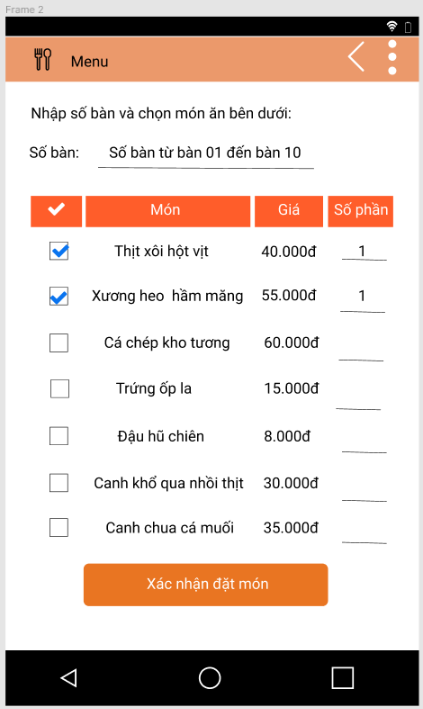 Frame 2
Menu
Nhập số bàn và chọn món ăn bên dưới:
Số bàn: Số bàn từ bàn 01 đến bàn 10
Món Giá Số phần
Thịt xôi hột vịt 40.000đ 1
Xương heo hầm măng 55.000đ 1
Cá chép kho tương 60.000đ
Trứng ốp la 15.000đ
Đậu hũ chiên 8.000đ
Canh khổ qua nhồi thịt 30.000đ
Canh chua cá muối 35.000đ
Xác nhận đặt món